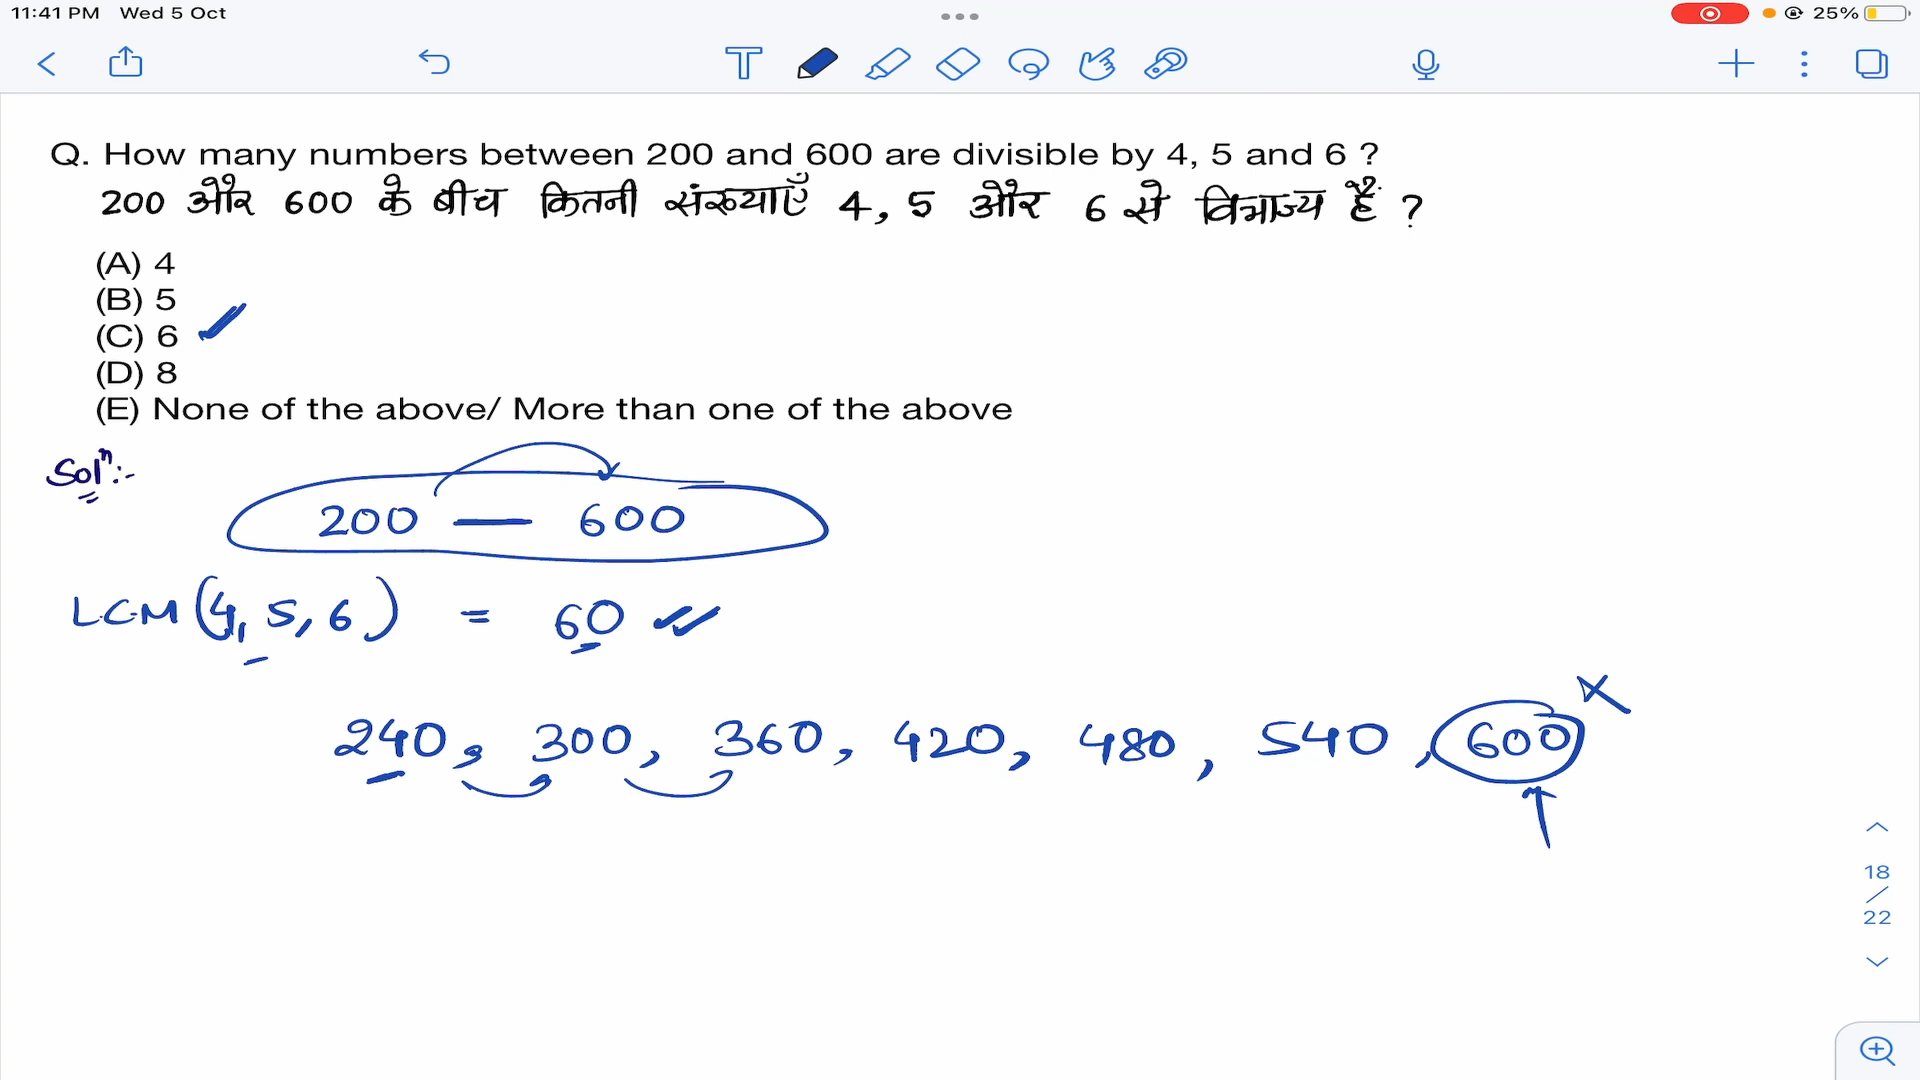 11:41 PM Wed 5 Oct
25%
Q. How many numbers between 200 and 600 are divisible by 4, 5 and 6 ?
200 और 600 के बीच कितनी संख्याएँ 4, 5 और 6 से विभाज्य हैं ?
(A) 4
(B) 5
(C) 6
(D) 8
(E) None of the above/ More than one of the above
Solⁿ:-
200 — 600
LCM (4, 5, 6) = 60
240, 300, 360, 420, 480, 540, 600
18
/
22